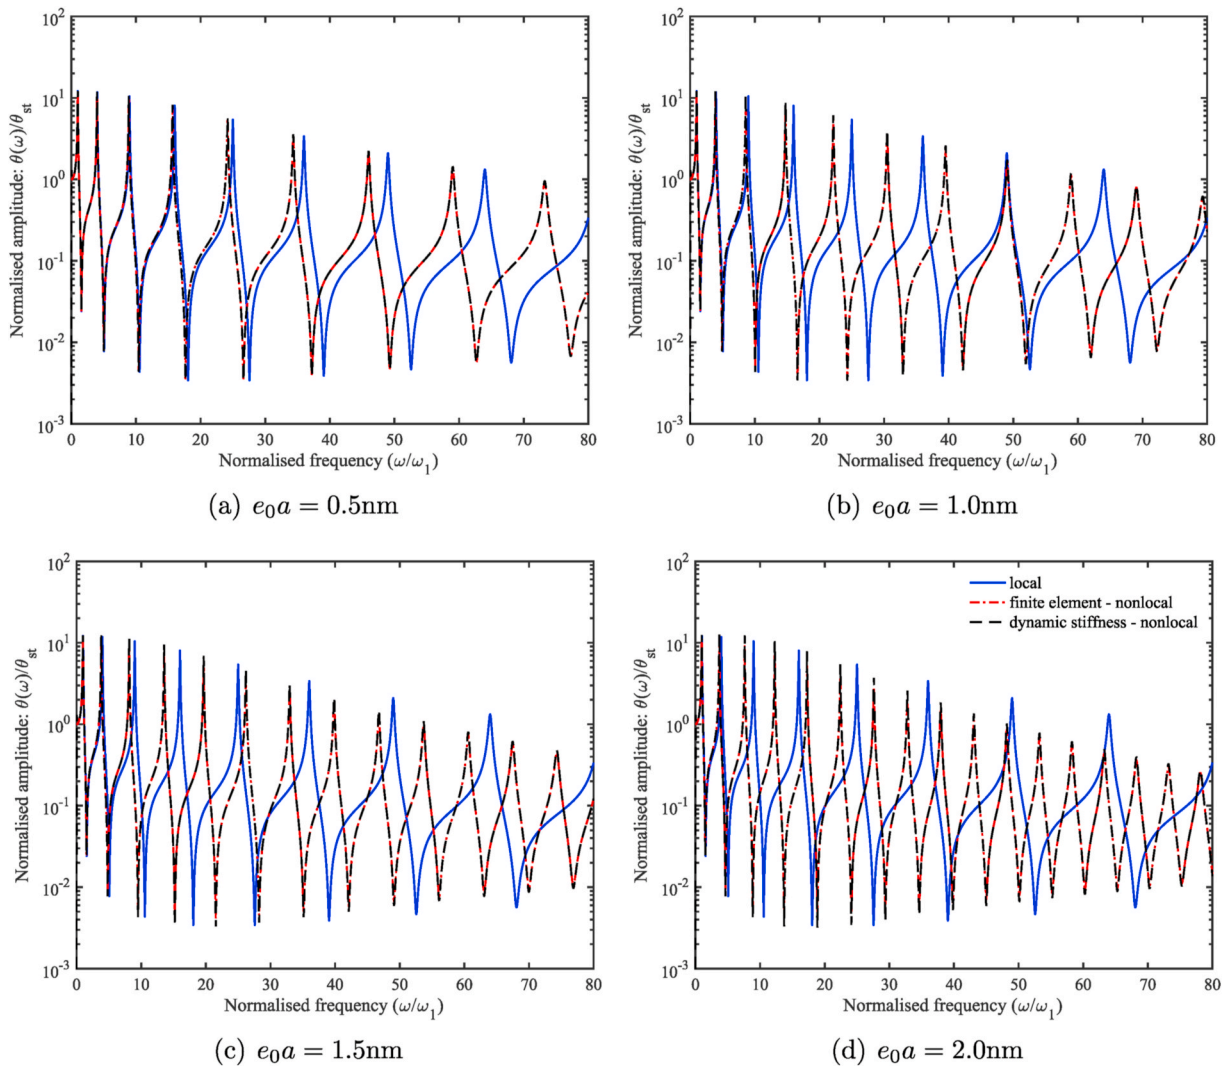 10^2
10^1
10^0
10^-1
10^-2
10^-3
Normalised amplitude: θ(ω)/θ_st
0 10 20 30 40 50 60 70 80
Normalised frequency (ω/ω_1)
(a) e_0a = 0.5nm
10^2
10^1
10^0
10^-1
10^-2
10^-3
Normalised amplitude: θ(ω)/θ_st
0 10 20 30 40 50 60 70 80
Normalised frequency (ω/ω_1)
(b) e_0a = 1.0nm
10^2
10^1
10^0
10^-1
10^-2
10^-3
Normalised amplitude: θ(ω)/θ_st
0 10 20 30 40 50 60 70 80
Normalised frequency (ω/ω_1)
(c) e_0a = 1.5nm
10^2
10^1
10^0
10^-1
10^-2
10^-3
Normalised amplitude: θ(ω)/θ_st
local
finite element - nonlocal
dynamic stiffness - nonlocal
0 10 20 30 40 50 60 70 80
Normalised frequency (ω/ω_1)
(d) e_0a = 2.0nm